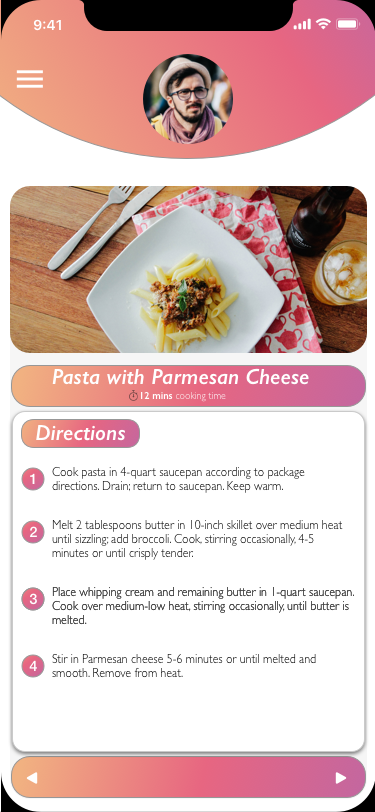 9:41
Pasta with Parmesan Cheese
12 mins cooking time
Directions
1 Cook pasta in 4-quart saucepan according to package
directions. Drain; return to saucepan. Keep warm.
2 Melt 2 tablespoons butter in 10-inch skillet over medium heat
until sizzling; add broccoli. Cook, stirring occasionally, 4-5
minutes or until crisply tender.
3 Place whipping cream and remaining butter in 1-quart saucepan.
Cook over medium-low heat, stirring occasionally, until butter is
melted.
4 Stir in Parmesan cheese 5-6 minutes or until melted and
smooth. Remove from heat.